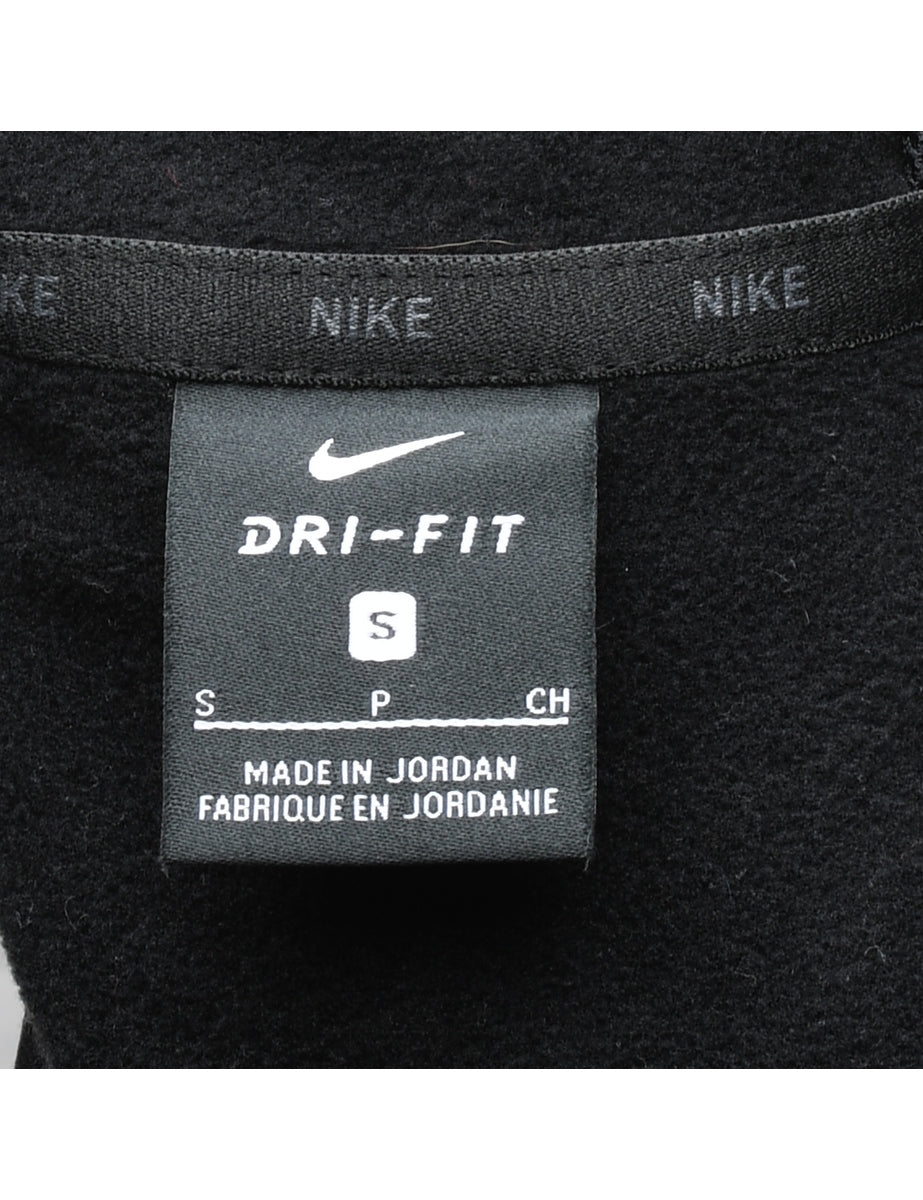 KE NIKE NIKE
DRI-FIT
S
S P CH
MADE IN JORDAN
FABRIQUE EN JORDANIE